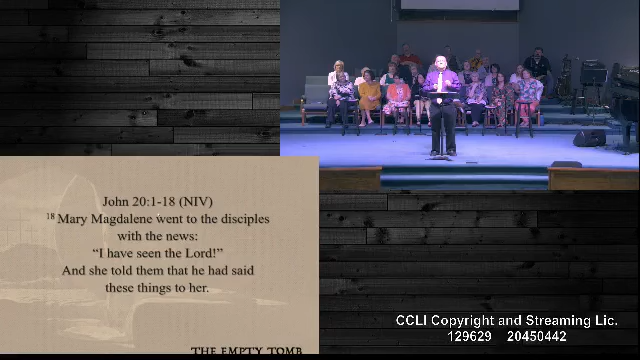 John 20:1-18 (NIV)
18 Mary Magdalene went to the disciples
with the news:
“I have seen the Lord!”
And she told them that he had said
these things to her.
THE EMPTY TOMB
CCLI Copyright and Streaming Lic.
129629 20450442